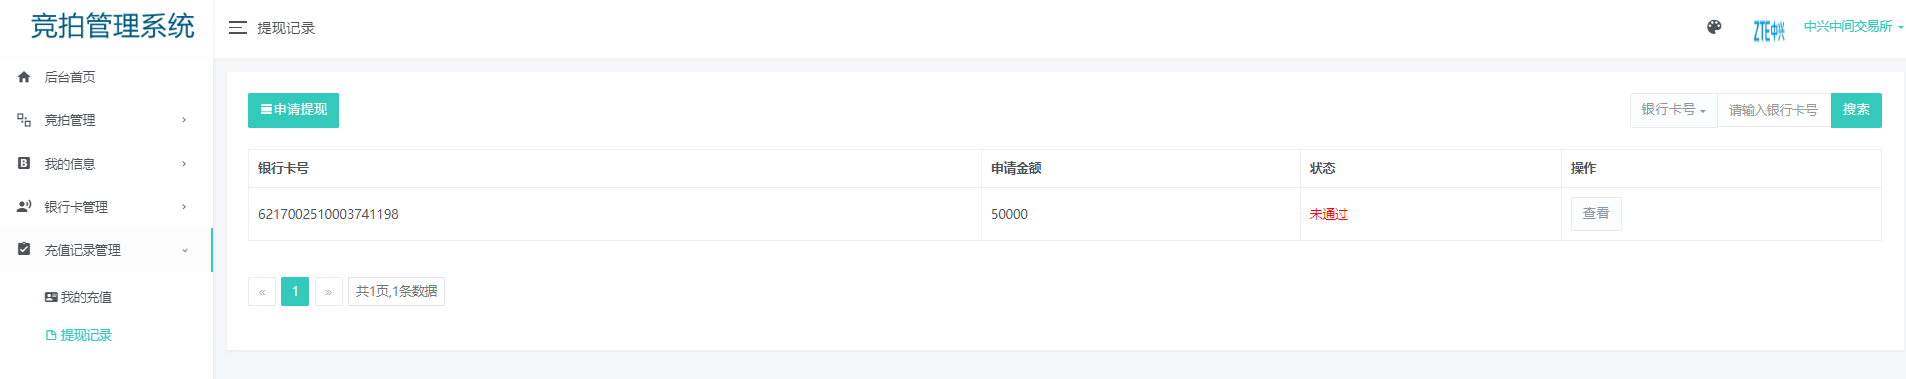 竞拍管理系统
提现记录
ZTE中兴
中兴中间交易所
后台首页
竞拍管理
我的信息
银行卡管理
充值记录管理
我的充值
提现记录
申请提现
银行卡号
请输入银行卡号
搜索
银行卡号 申请金额 状态 操作
6217002510003741198 50000 未通过 查看
« 1 » 共1页,1条数据